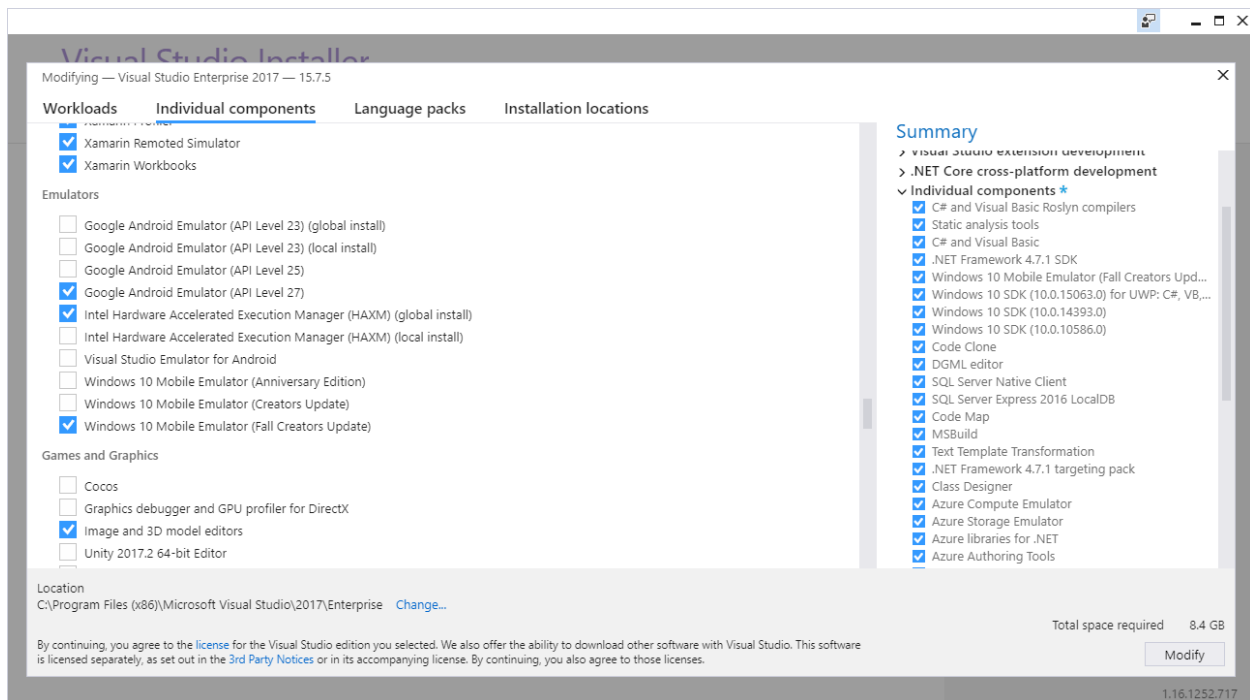 Visual Studio Installer
Modifying — Visual Studio Enterprise 2017 — 15.7.5
Workloads Individual components Language packs Installation locations
Xamarin Profiler
Xamarin Remoted Simulator
Xamarin Workbooks
Emulators
Google Android Emulator (API Level 23) (global install)
Google Android Emulator (API Level 23) (local install)
Google Android Emulator (API Level 25)
Google Android Emulator (API Level 27)
Intel Hardware Accelerated Execution Manager (HAXM) (global install)
Intel Hardware Accelerated Execution Manager (HAXM) (local install)
Visual Studio Emulator for Android
Windows 10 Mobile Emulator (Anniversary Edition)
Windows 10 Mobile Emulator (Creators Update)
Windows 10 Mobile Emulator (Fall Creators Update)
Games and Graphics
Cocos
Graphics debugger and GPU profiler for DirectX
Image and 3D model editors
Unity 2017.2 64-bit Editor
Summary
Visual Studio extension development
.NET Core cross-platform development
Individual components *
C# and Visual Basic Roslyn compilers
Static analysis tools
C# and Visual Basic
.NET Framework 4.7.1 SDK
Windows 10 Mobile Emulator (Fall Creators Upd...
Windows 10 SDK (10.0.15063.0) for UWP: C#, VB,...
Windows 10 SDK (10.0.14393.0)
Windows 10 SDK (10.0.10586.0)
Code Clone
DGML editor
SQL Server Native Client
SQL Server Express 2016 LocalDB
Code Map
MSBuild
Text Template Transformation
.NET Framework 4.7.1 targeting pack
Class Designer
Azure Compute Emulator
Azure Storage Emulator
Azure libraries for .NET
Azure Authoring Tools
Location
C:\Program Files (x86)\Microsoft Visual Studio\2017\Enterprise Change...
Total space required 8.4 GB
By continuing, you agree to the license for the Visual Studio edition you selected. We also offer the ability to download other software with Visual Studio. This software
is licensed separately, as set out in the 3rd Party Notices or in its accompanying license. By continuing, you also agree to those licenses.
Modify
1.16.1252.717